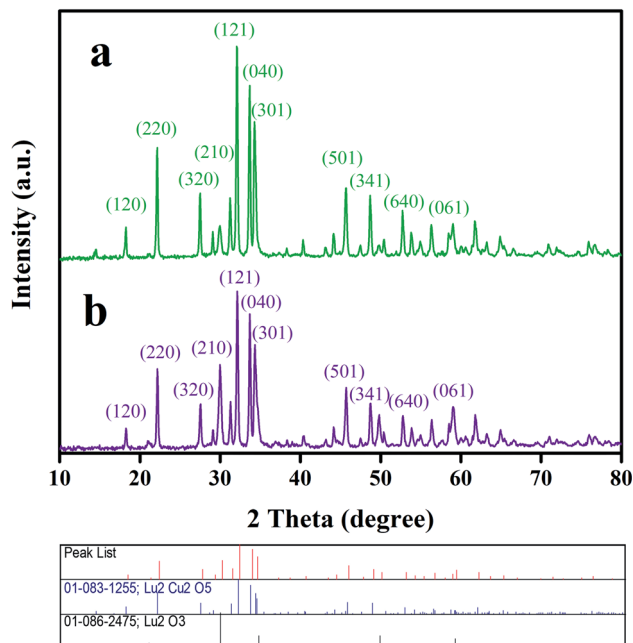 a
(121)
(040)
(301)
(220)
(210)
(320)
(120)
(501)
(341)
(640)
(061)
Intensity (a.u.)
b
(121)
(040)
(301)
(220)
(210)
(320)
(120)
(501)
(341)
(640)
(061)
10 20 30 40 50 60 70 80
2 Theta (degree)
Peak List
01-083-1255; Lu2 Cu2 O5
01-086-2475; Lu2 O3